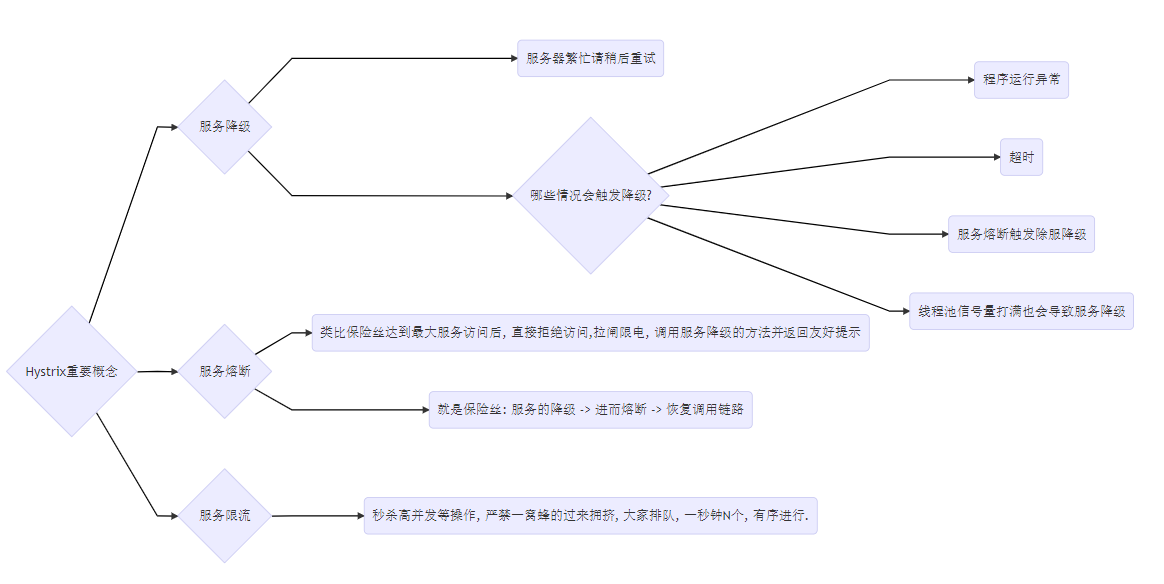 Hystrix重要概念
服务降级
服务器繁忙请稍后重试
哪些情况会触发降级?
程序运行异常
超时
服务熔断触发除服降级
线程池信号量打满也会导致服务降级
服务熔断
类比保险丝达到最大服务访问后, 直接拒绝访问,拉闸限电, 调用服务降级的方法并返回友好提示
就是保险丝: 服务的降级 -> 进而熔断 -> 恢复调用链路
服务限流
秒杀高并发等操作, 严禁一窝蜂的过来拥挤, 大家排队, 一秒钟N个, 有序进行.